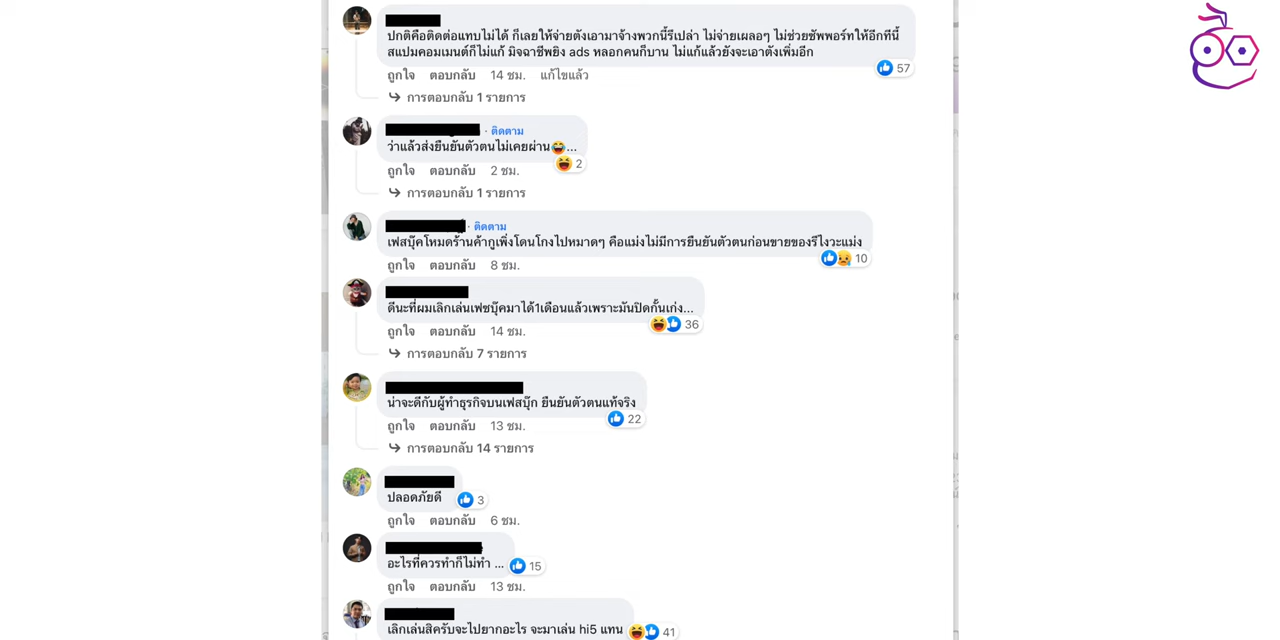 ปกติคือติดต่อแทบไม่ได้ ก็เลยให้จ่ายตังเอามาจ้างพวกนี้รึเปล่า ไม่จ่ายเผลอๆ ไม่ช่วยซัพพอร์ทให้อีกทีนี้
สแปมคอมเมนต์ก็ไม่แก้ มิจฉาชีพยิง ads หลอกคนก็บาน ไม่แก้แล้วยังจะเอาตังเพิ่มอีก
57
ถูกใจ ตอบกลับ 14 ชม. แก้ไขแล้ว
การตอบกลับ 1 รายการ
· ติดตาม
ว่าแล้วส่งยืนยันตัวตนไม่เคยผ่าน😂...
2
ถูกใจ ตอบกลับ 2 ชม.
การตอบกลับ 1 รายการ
· ติดตาม
เฟสบุ๊คโหมดร้านค้ากูเพิ่งโดนโกงไปหมาดๆ คือแม่งไม่มีการยืนยันตัวตนก่อนขายของรึไงวะแม่ง
10
ถูกใจ ตอบกลับ 8 ชม.
ดีนะที่ผมเลิกเล่นเฟซบุ๊คมาได้1เดือนแล้วเพราะมันปิดกั้นเก่ง...
36
ถูกใจ ตอบกลับ 14 ชม.
การตอบกลับ 7 รายการ
น่าจะดีกับผู้ทำธุรกิจบนเฟสบุ๊ก ยืนยันตัวตนแท้จริง
22
ถูกใจ ตอบกลับ 13 ชม.
การตอบกลับ 14 รายการ
ปลอดภัยดี
3
ถูกใจ ตอบกลับ 6 ชม.
อะไรที่ควรทำก็ไม่ทำ ...
15
ถูกใจ ตอบกลับ 13 ชม.
เลิกเล่นสิครับจะไปยากอะไร จะมาเล่น hi5 แทน
41